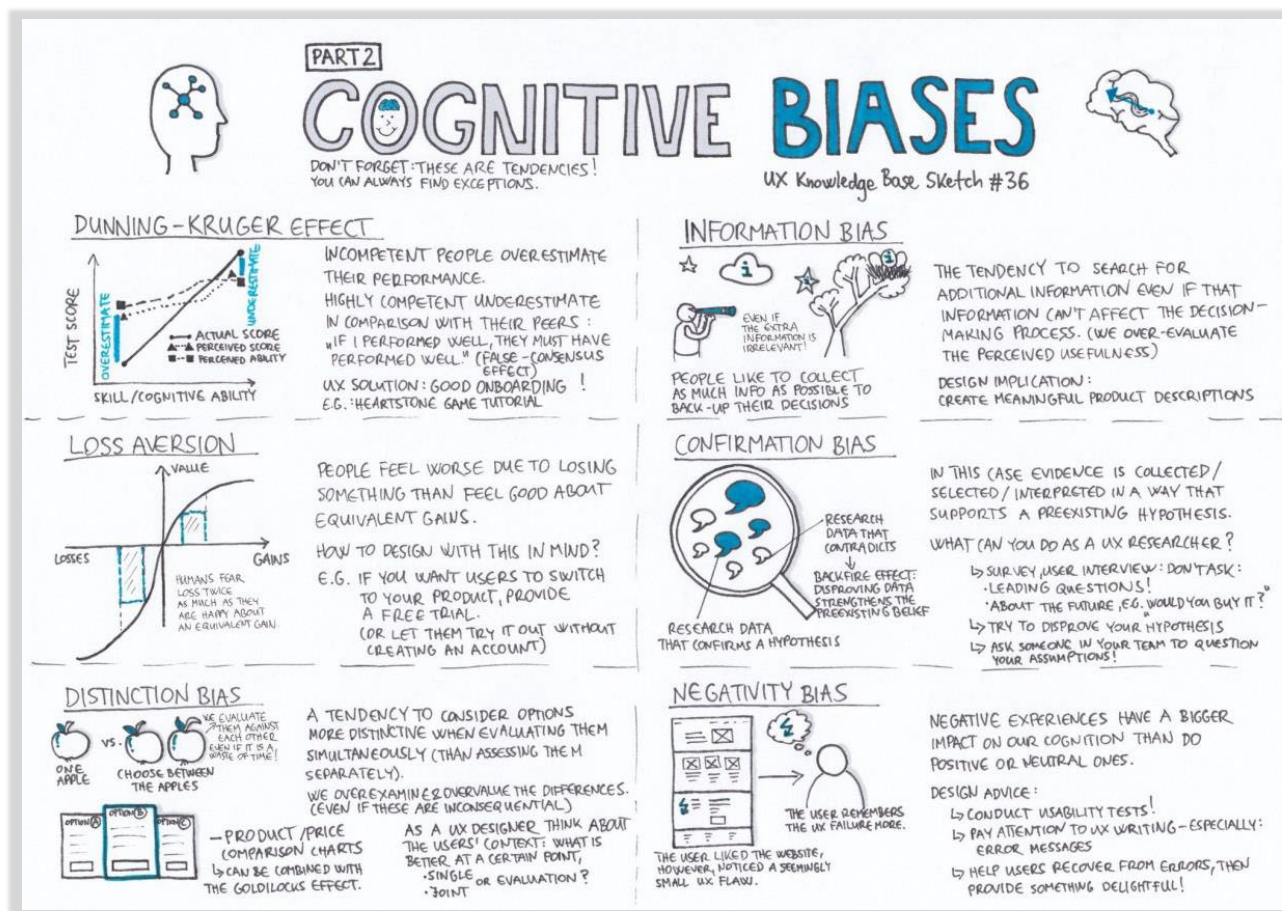 PART 2
COGNITIVE BIASES
DON'T FORGET: THESE ARE TENDENCIES!
YOU CAN ALWAYS FIND EXCEPTIONS.
UX Knowledge Base Sketch #36
DUNNING-KRUGER EFFECT
TEST SCORE
OVERESTIMATE
UNDERESTIMATE
ACTUAL SCORE
PERCEIVED SCORE
PERCEIVED ABILITY
SKILL/COGNITIVE ABILITY
INCOMPETENT PEOPLE OVERESTIMATE
THEIR PERFORMANCE.
HIGHLY COMPETENT UNDERESTIMATE
IN COMPARISON WITH THEIR PEERS:
"IF I PERFORMED WELL, THEY MUST HAVE
PERFORMED WELL." (FALSE-CONSENSUS
EFFECT)
UX SOLUTION: GOOD ONBOARDING!
E.G.: HEARTSTONE GAME TUTORIAL
INFORMATION BIAS
i
i
EVEN IF
THE EXTRA
INFORMATION IS
IRRELEVANT!
PEOPLE LIKE TO COLLECT
AS MUCH INFO AS POSSIBLE TO
BACK-UP THEIR DECISIONS
THE TENDENCY TO SEARCH FOR
ADDITIONAL INFORMATION EVEN IF THAT
INFORMATION CAN'T AFFECT THE DECISION-
MAKING PROCESS. (WE OVER-EVALUATE
THE PERCEIVED USEFULNESS)
DESIGN IMPLICATION:
CREATE MEANINGFUL PRODUCT DESCRIPTIONS
LOSS AVERSION
VALUE
LOSSES
GAINS
HUMANS FEAR
LOSS TWICE
AS MUCH AS THEY
ARE HAPPY ABOUT
AN EQUIVALENT GAIN.
PEOPLE FEEL WORSE DUE TO LOSING
SOMETHING THAN FEEL GOOD ABOUT
EQUIVALENT GAINS.
HOW TO DESIGN WITH THIS IN MIND?
E.G. IF YOU WANT USERS TO SWITCH
TO YOUR PRODUCT, PROVIDE
A FREE TRIAL.
(OR LET THEM TRY IT OUT WITHOUT
CREATING AN ACCOUNT)
CONFIRMATION BIAS
RESEARCH
DATA THAT
CONTRADICTS
BACKFIRE EFFECT:
DISPROVING DATA
STRENGTHENS THE
PREEXISTING BELIEF
RESEARCH DATA
THAT CONFIRMS A HYPOTHESIS
IN THIS CASE EVIDENCE IS COLLECTED/
SELECTED/INTERPRETED IN A WAY THAT
SUPPORTS A PREEXISTING HYPOTHESIS.
WHAT CAN YOU DO AS A UX RESEARCHER?
↳ SURVEY, USER INTERVIEW: DON'T ASK:
· LEADING QUESTIONS!
· ABOUT THE FUTURE, E.G. "WOULD YOU BUY IT?"
↳ TRY TO DISPROVE YOUR HYPOTHESIS
↳ ASK SOMEONE IN YOUR TEAM TO QUESTION
YOUR ASSUMPTIONS!
DISTINCTION BIAS
VS.
WE EVALUATE
THEM AGAINST
EACH OTHER
EVEN IF IT IS A
WASTE OF TIME!
ONE
APPLE
CHOOSE BETWEEN
THE APPLES
OPTION A
OPTION B
OPTION C
- PRODUCT/PRICE
COMPARISON CHARTS
↳ CAN BE COMBINED WITH
THE GOLDILOCKS EFFECT.
A TENDENCY TO CONSIDER OPTIONS
MORE DISTINCTIVE WHEN EVALUATING THEM
SIMULTANEOUSLY (THAN ASSESSING THEM
SEPARATELY).
WE OVEREXAMINE & OVERVALUE THE DIFFERENCES.
(EVEN IF THESE ARE INCONSEQUENTIAL)
AS A UX DESIGNER THINK ABOUT
THE USERS' CONTEXT: WHAT IS
BETTER AT A CERTAIN POINT,
· SINGLE OR EVALUATION?
· JOINT
NEGATIVITY BIAS
THE USER REMEMBERS
THE UX FAILURE MORE.
THE USER LIKED THE WEBSITE,
HOWEVER, NOTICED A SEEMINGLY
SMALL UX FLAW.
NEGATIVE EXPERIENCES HAVE A BIGGER
IMPACT ON OUR COGNITION THAN DO
POSITIVE OR NEUTRAL ONES.
DESIGN ADVICE:
↳ CONDUCT USABILITY TESTS!
↳ PAY ATTENTION TO UX WRITING - ESPECIALLY:
ERROR MESSAGES
↳ HELP USERS RECOVER FROM ERRORS, THEN
PROVIDE SOMETHING DELIGHTFUL!